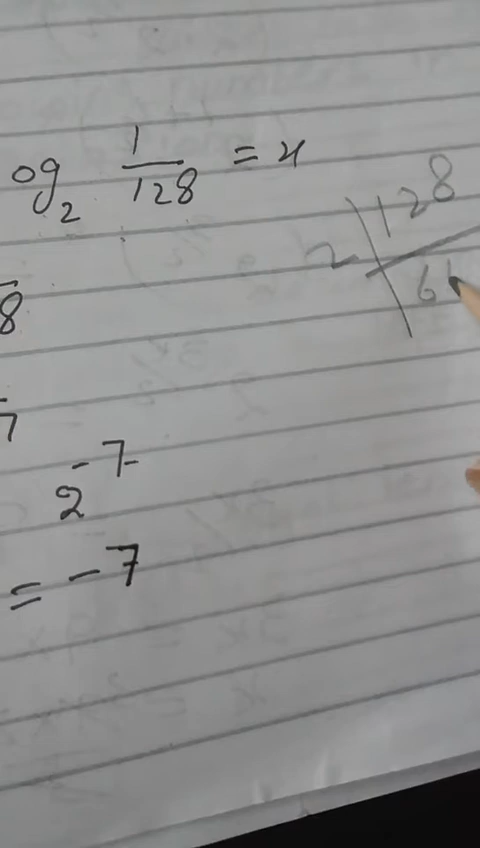 og₂ 1/128 = x
2 | 128
64
8
7
2⁻⁷
= -7